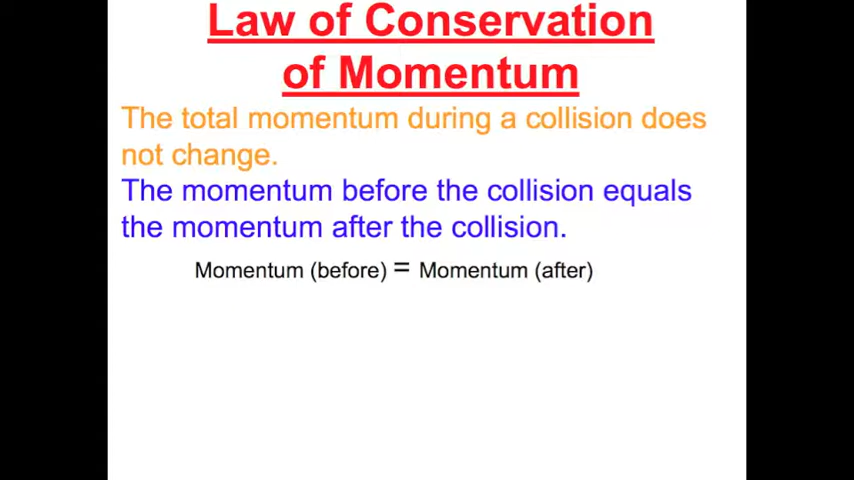 Law of Conservation
of Momentum
The total momentum during a collision does
not change.
The momentum before the collision equals
the momentum after the collision.
Momentum (before) = Momentum (after)